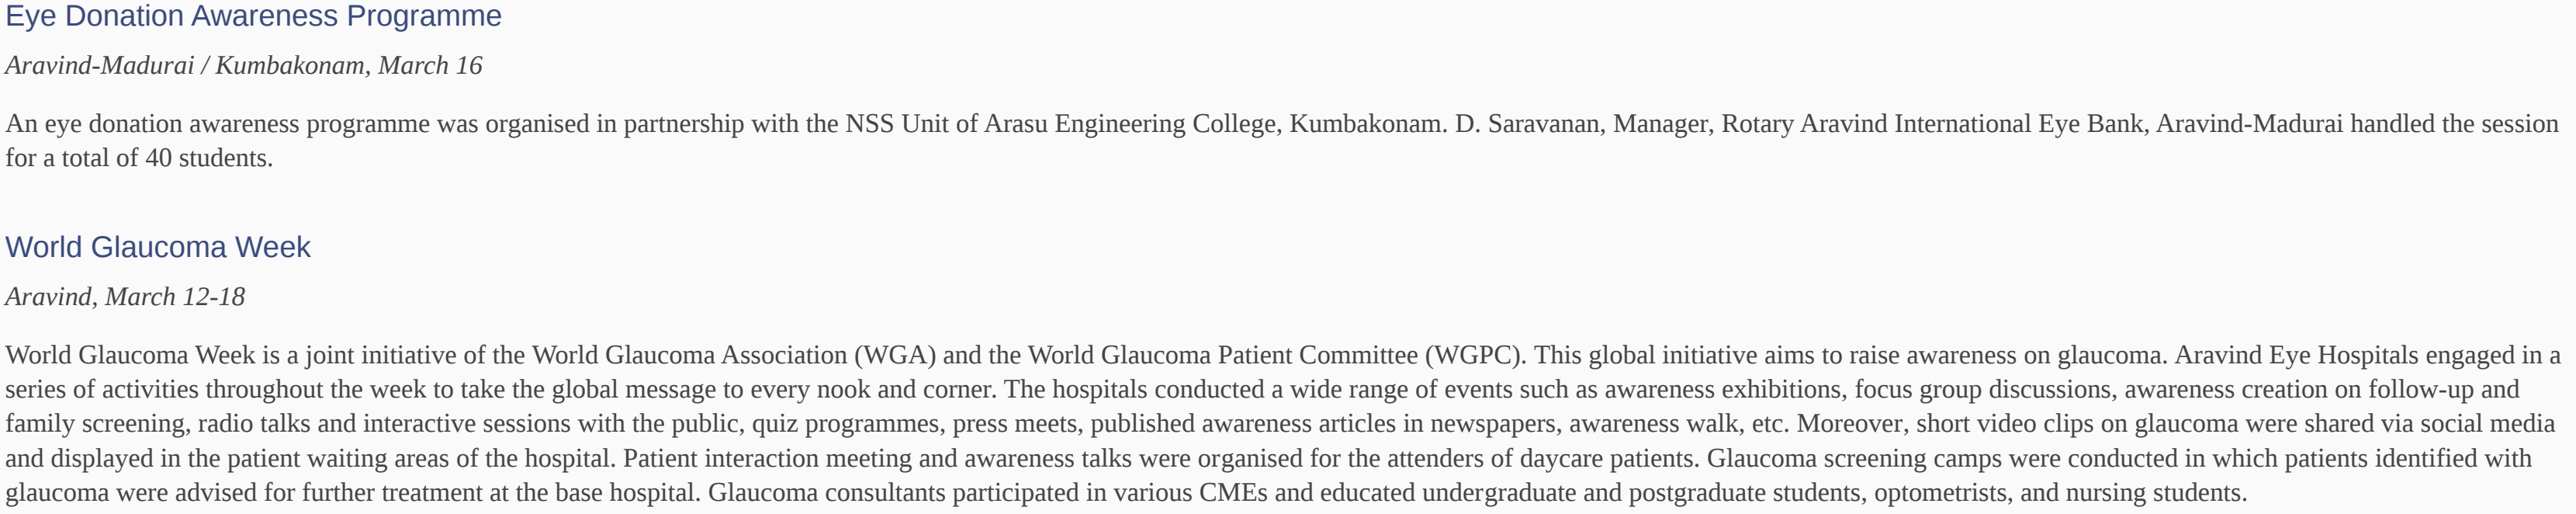 Eye Donation Awareness Programme
Aravind-Madurai / Kumbakonam, March 16
An eye donation awareness programme was organised in partnership with the NSS Unit of Arasu Engineering College, Kumbakonam. D. Saravanan, Manager, Rotary Aravind International Eye Bank, Aravind-Madurai handled the session
for a total of 40 students.
World Glaucoma Week
Aravind, March 12-18
World Glaucoma Week is a joint initiative of the World Glaucoma Association (WGA) and the World Glaucoma Patient Committee (WGPC). This global initiative aims to raise awareness on glaucoma. Aravind Eye Hospitals engaged in a
series of activities throughout the week to take the global message to every nook and corner. The hospitals conducted a wide range of events such as awareness exhibitions, focus group discussions, awareness creation on follow-up and
family screening, radio talks and interactive sessions with the public, quiz programmes, press meets, published awareness articles in newspapers, awareness walk, etc. Moreover, short video clips on glaucoma were shared via social media
and displayed in the patient waiting areas of the hospital. Patient interaction meeting and awareness talks were organised for the attenders of daycare patients. Glaucoma screening camps were conducted in which patients identified with
glaucoma were advised for further treatment at the base hospital. Glaucoma consultants participated in various CMEs and educated undergraduate and postgraduate students, optometrists, and nursing students.